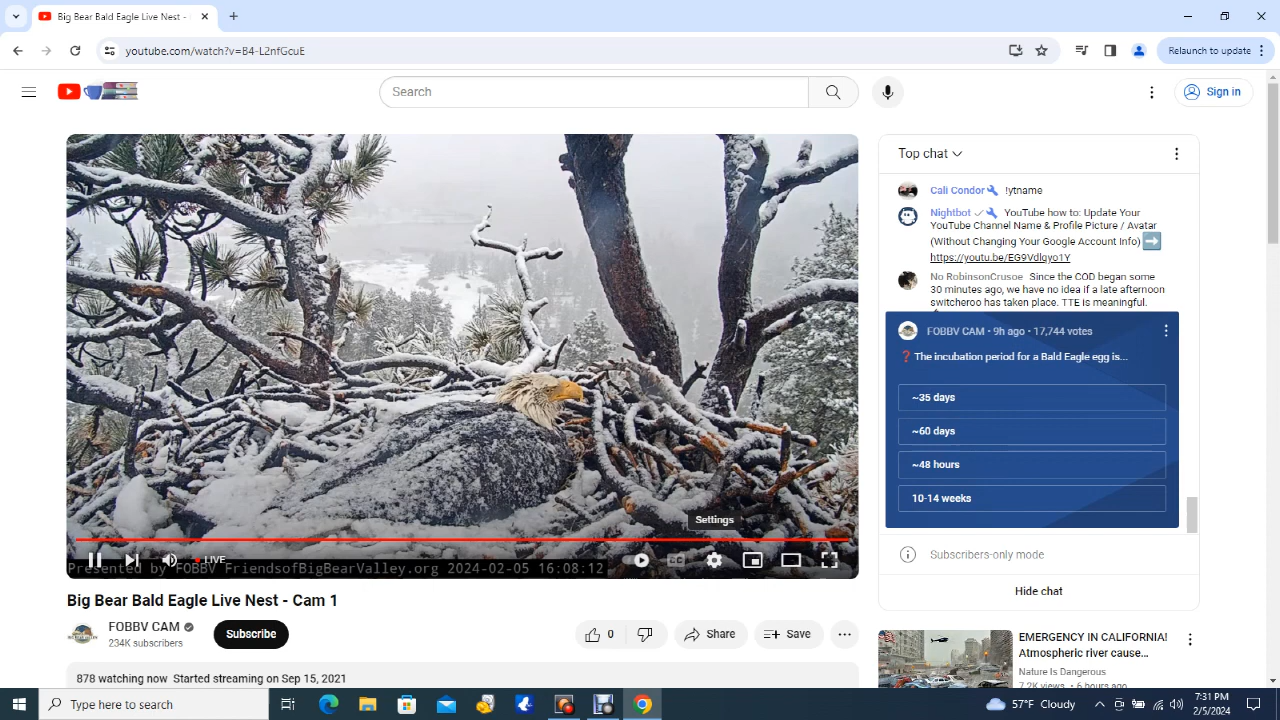 Big Bear Bald Eagle Live Nest -
youtube.com/watch?v=B4-L2nfGcuE
Relaunch to update
Search
Sign in
Top chat
Cali Condor !ytname
Nightbot YouTube how to: Update Your
YouTube Channel Name & Profile Picture / Avatar
(Without Changing Your Google Account Info)
https://youtu.be/EG9Vdlqyo1Y
No RobinsonCrusoe Since the COD began some
30 minutes ago, we have no idea if a late afternoon
switcheroo has taken place. TTE is meaningful.
FOBBV CAM • 9h ago • 17,744 votes
❓The incubation period for a Bald Eagle egg is...
~35 days
~60 days
~48 hours
10-14 weeks
Subscribers-only mode
Hide chat
Settings
LIVE
CC
Presented by FOBBV FriendsofBigBearValley.org 2024-02-05 16:08:12
Big Bear Bald Eagle Live Nest - Cam 1
FOBBV CAM
234K subscribers
Subscribe
0
Share
Save
878 watching now Started streaming on Sep 15, 2021
EMERGENCY IN CALIFORNIA!
Atmospheric river cause...
Nature Is Dangerous
7.2K views • 6 hours ago
Type here to search
57°F Cloudy
7:31 PM
2/5/2024